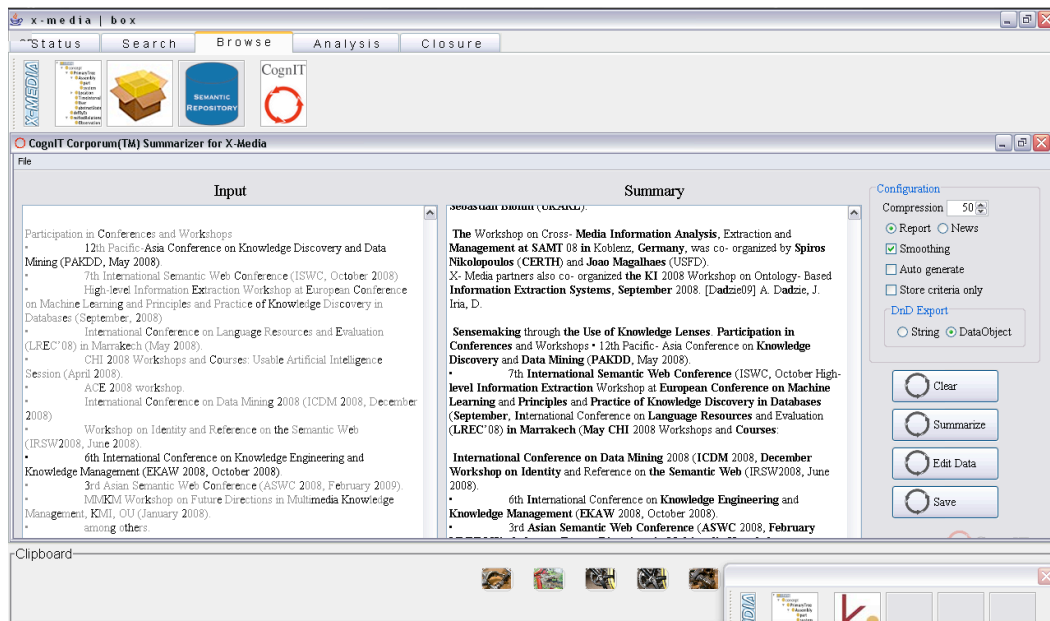 x-media | box
Status Search Browse Analysis Closure
X-MEDIA
SEMANTIC
REPOSITORY
CognIT
CognIT Corporum(TM) Summarizer for X-Media
File
Input
Participation in Conferences and Workshops
• 12th Pacific-Asia Conference on Knowledge Discovery and Data
Mining (PAKDD, May 2008).
• 7th International Semantic Web Conference (ISWC, October 2008)
• High-level Information Extraction Workshop at European Conference
on Machine Learning and Principles and Practice of Knowledge Discovery in
Databases (September, 2008)
• International Conference on Language Resources and Evaluation
(LREC'08) in Marrakech (May 2008).
• CHI 2008 Workshops and Courses: Usable Artificial Intelligence
Session (April 2008).
• ACE 2008 workshop.
• International Conference on Data Mining 2008 (ICDM 2008, December
2008)
• Workshop on Identity and Reference on the Semantic Web
(IRSW2008, June 2008).
• 6th International Conference on Knowledge Engineering and
Knowledge Management (EKAW 2008, October 2008).
• 3rd Asian Semantic Web Conference (ASWC 2008, February 2009).
• MMKM Workshop on Future Directions in Multimedia Knowledge
Management, KMI, OU (January 2008).
• among others.
Summary
Sebastian Blohm (UKARL).
The Workshop on Cross- Media Information Analysis, Extraction and
Management at SAMT 08 in Koblenz, Germany, was co- organized by Spiros
Nikolopoulos (CERTH) and Joao Magalhaes (USFD).
X- Media partners also co- organized the KI 2008 Workshop on Ontology- Based
Information Extraction Systems, September 2008. [Dadzie09] A. Dadzie, J.
Iria, D.
Sensemaking through the Use of Knowledge Lenses. Participation in
Conferences and Workshops • 12th Pacific- Asia Conference on Knowledge
Discovery and Data Mining (PAKDD, May 2008).
• 7th International Semantic Web Conference (ISWC, October High-
level Information Extraction Workshop at European Conference on Machine
Learning and Principles and Practice of Knowledge Discovery in Databases
(September, International Conference on Language Resources and Evaluation
(LREC'08) in Marrakech (May CHI 2008 Workshops and Courses:
International Conference on Data Mining 2008 (ICDM 2008, December
Workshop on Identity and Reference on the Semantic Web (IRSW2008, June
2008).
• 6th International Conference on Knowledge Engineering and
Knowledge Management (EKAW 2008, October 2008).
• 3rd Asian Semantic Web Conference (ASWC 2008, February
Configuration
Compression 50
Report News
Smoothing
Auto generate
Store criteria only
DnD Export
String DataObject
Clear
Summarize
Edit Data
Save
Clipboard